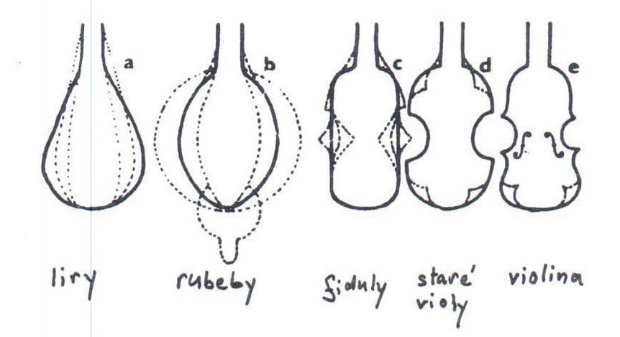 a b c d e
liry rubeby fiduly staré violina
violy